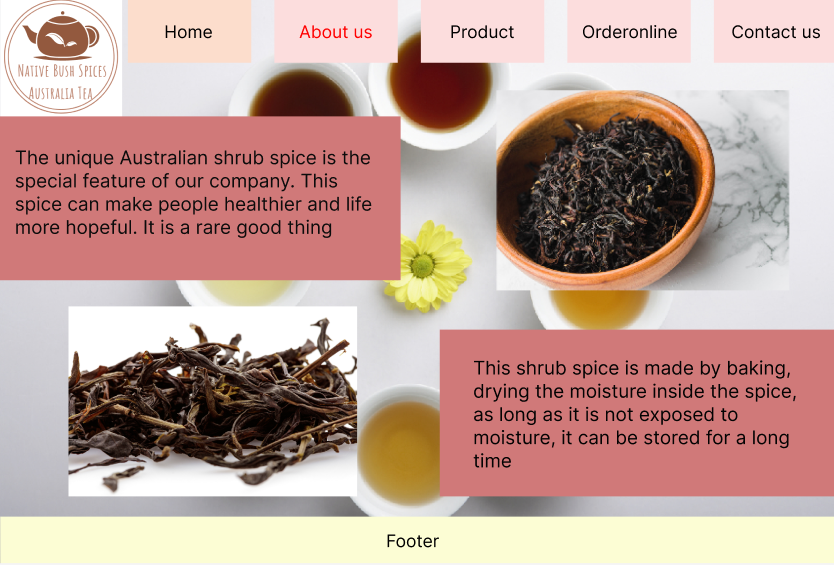 Native Bush Spices
Australia Tea
Home
About us
Product
Orderonline
Contact us
The unique Australian shrub spice is the
special feature of our company. This
spice can make people healthier and life
more hopeful. It is a rare good thing
This shrub spice is made by baking,
drying the moisture inside the spice,
as long as it is not exposed to
moisture, it can be stored for a long
time
Footer